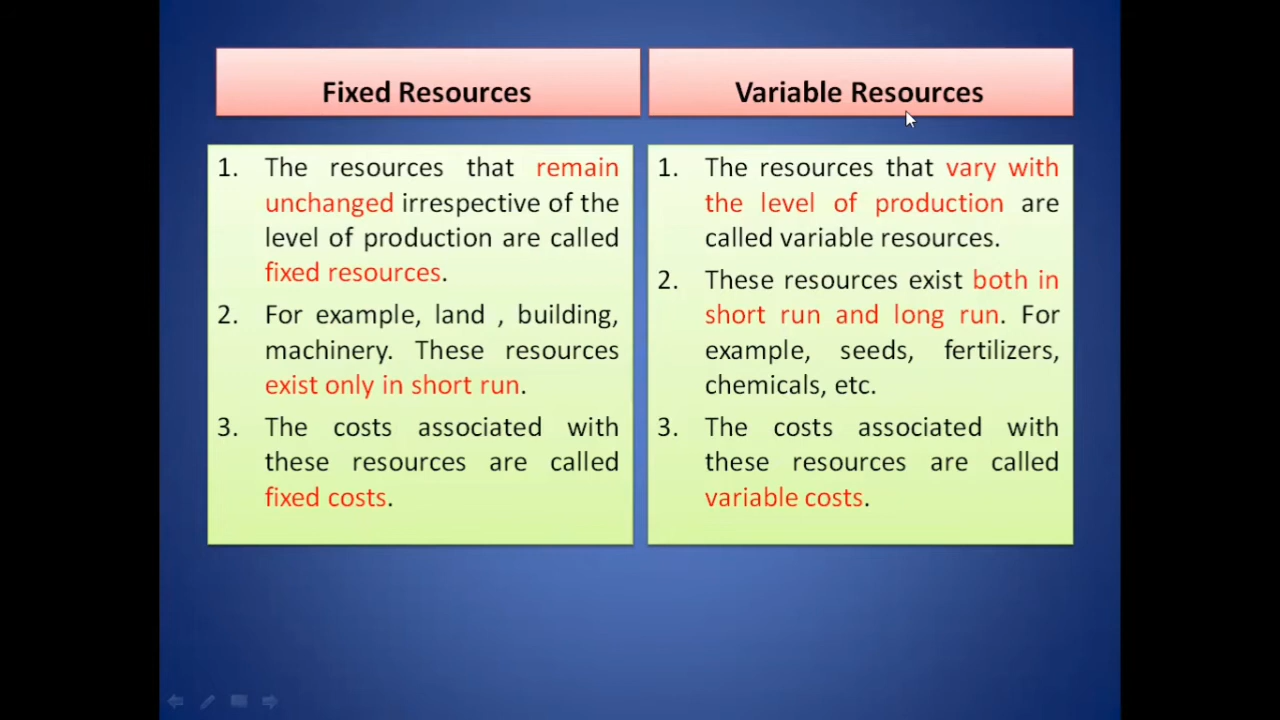 Fixed Resources
1. The resources that remain
unchanged irrespective of the
level of production are called
fixed resources.
2. For example, land , building,
machinery. These resources
exist only in short run.
3. The costs associated with
these resources are called
fixed costs.
Variable Resources
1. The resources that vary with
the level of production are
called variable resources.
2. These resources exist both in
short run and long run. For
example, seeds, fertilizers,
chemicals, etc.
3. The costs associated with
these resources are called
variable costs.